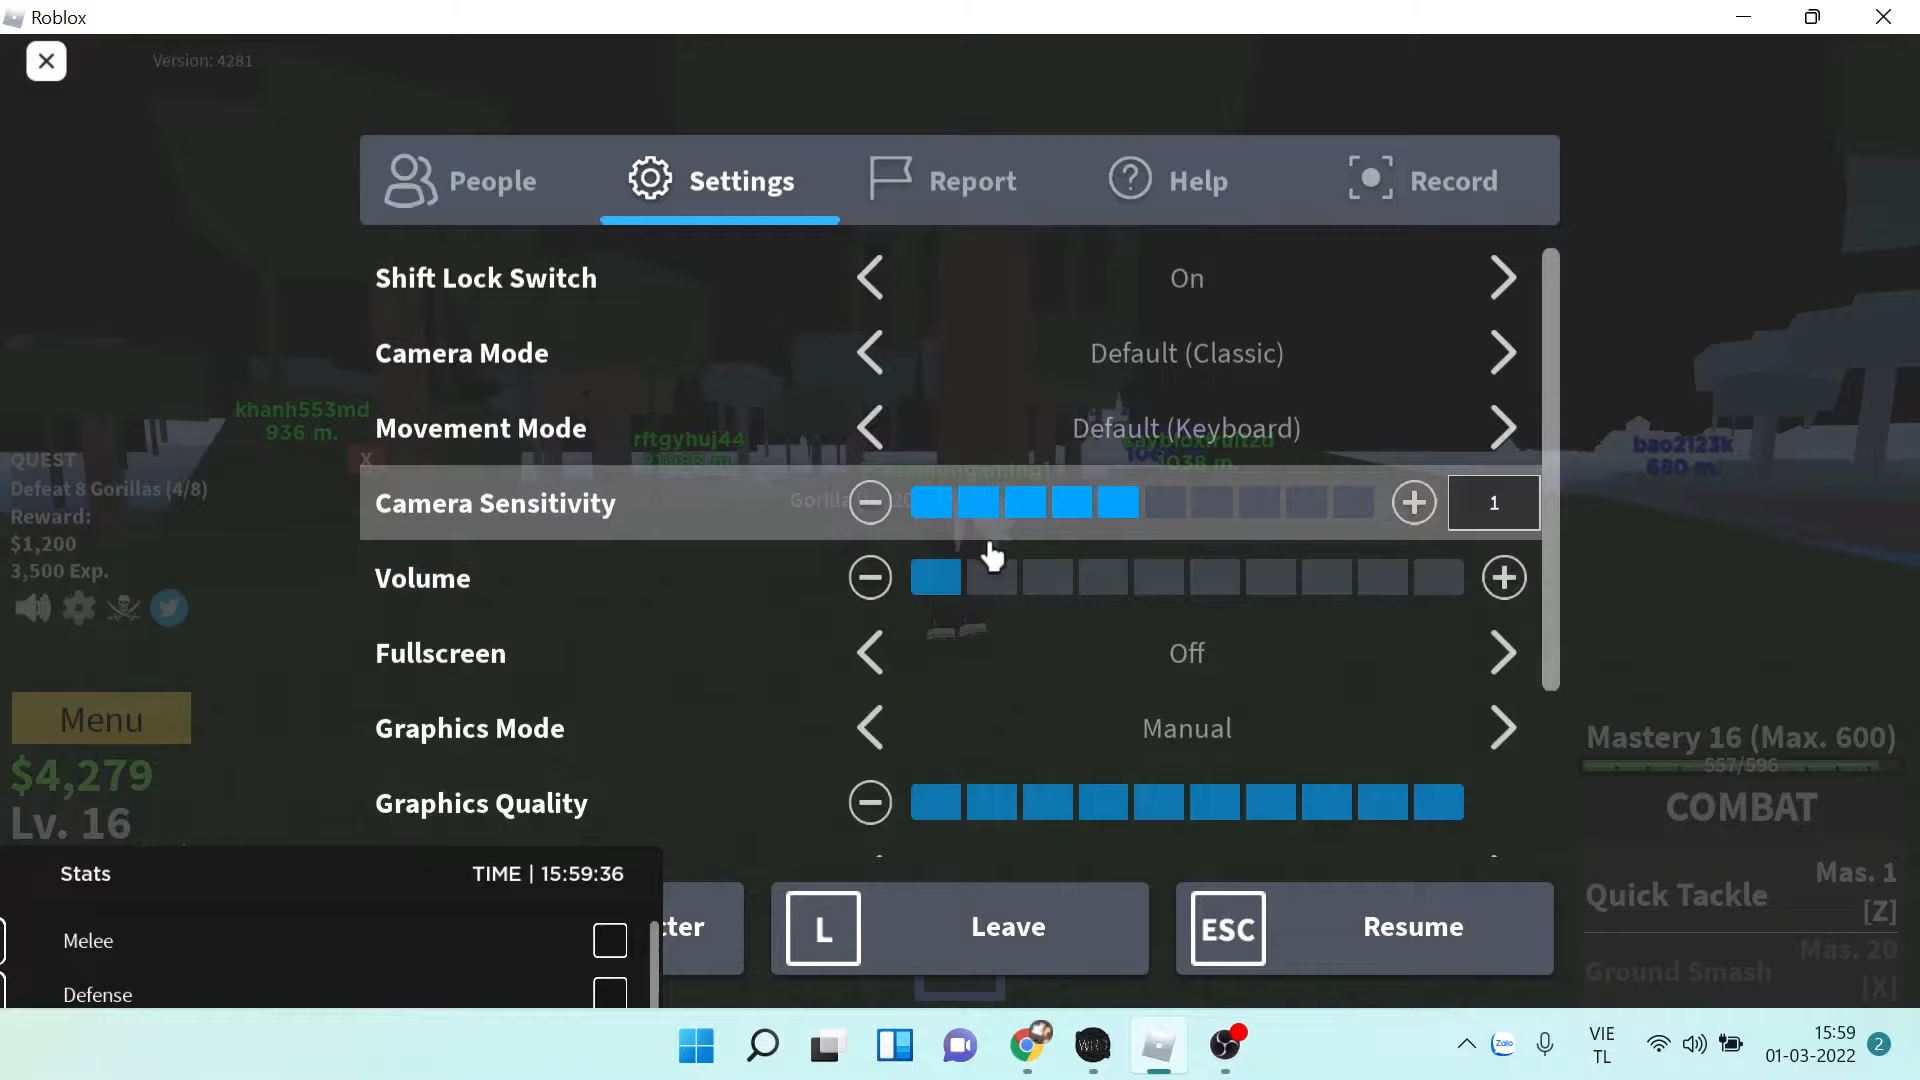 Roblox
Version: 4281
People
Settings
Report
Help
Record
Shift Lock Switch
On
Camera Mode
Default (Classic)
Movement Mode
Default (Keyboard)
khanh553md
936 m.
rftgyhuj44
1038 m.
bao2123k
680 m.
QUEST
X
Defeat 8 Gorillas (4/8)
Reward:
$1,200
3,500 Exp.
Camera Sensitivity
1
Volume
Fullscreen
Off
Graphics Mode
Manual
Graphics Quality
Menu
$4,279
Lv. 16
Mastery 16 (Max. 600)
557/596
COMBAT
Mas. 1
Quick Tackle
[Z]
Mas. 20
Ground Smash
[X]
Stats
TIME | 15:59:36
Melee
Defense
cter
L
Leave
ESC
Resume
WRD
Zalo
VIE
TL
15:59
01-03-2022
2